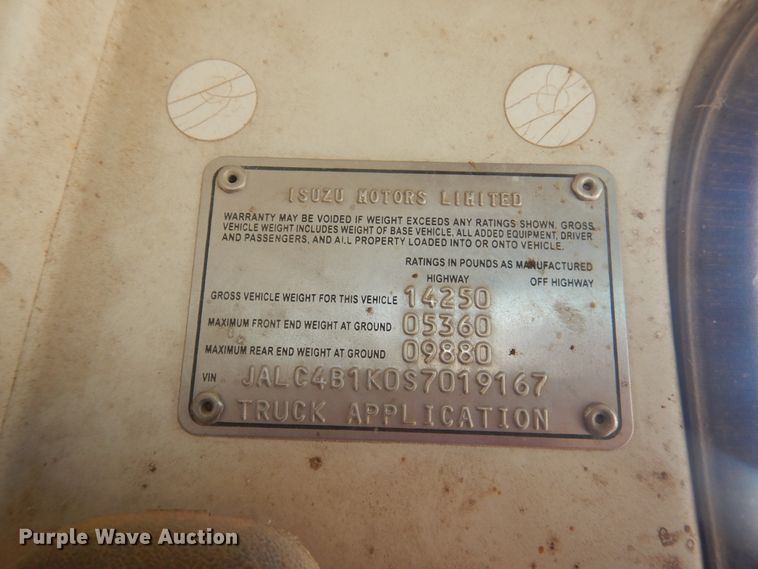 ISUZU MOTORS LIMITED
WARRANTY MAY BE VOIDED IF WEIGHT EXCEEDS ANY RATINGS SHOWN. GROSS
VEHICLE WEIGHT INCLUDES WEIGHT OF BASE VEHICLE, ALL ADDED EQUIPMENT, DRIVER
AND PASSENGERS, AND ALL PROPERTY LOADED INTO OR ONTO VEHICLE.
RATINGS IN POUNDS AS MANUFACTURED
HIGHWAY OFF HIGHWAY
GROSS VEHICLE WEIGHT FOR THIS VEHICLE 14250
MAXIMUM FRONT END WEIGHT AT GROUND 05360
MAXIMUM REAR END WEIGHT AT GROUND 09880
VIN JALC4B1K0S7019167
TRUCK APPLICATION
Purple Wave Auction